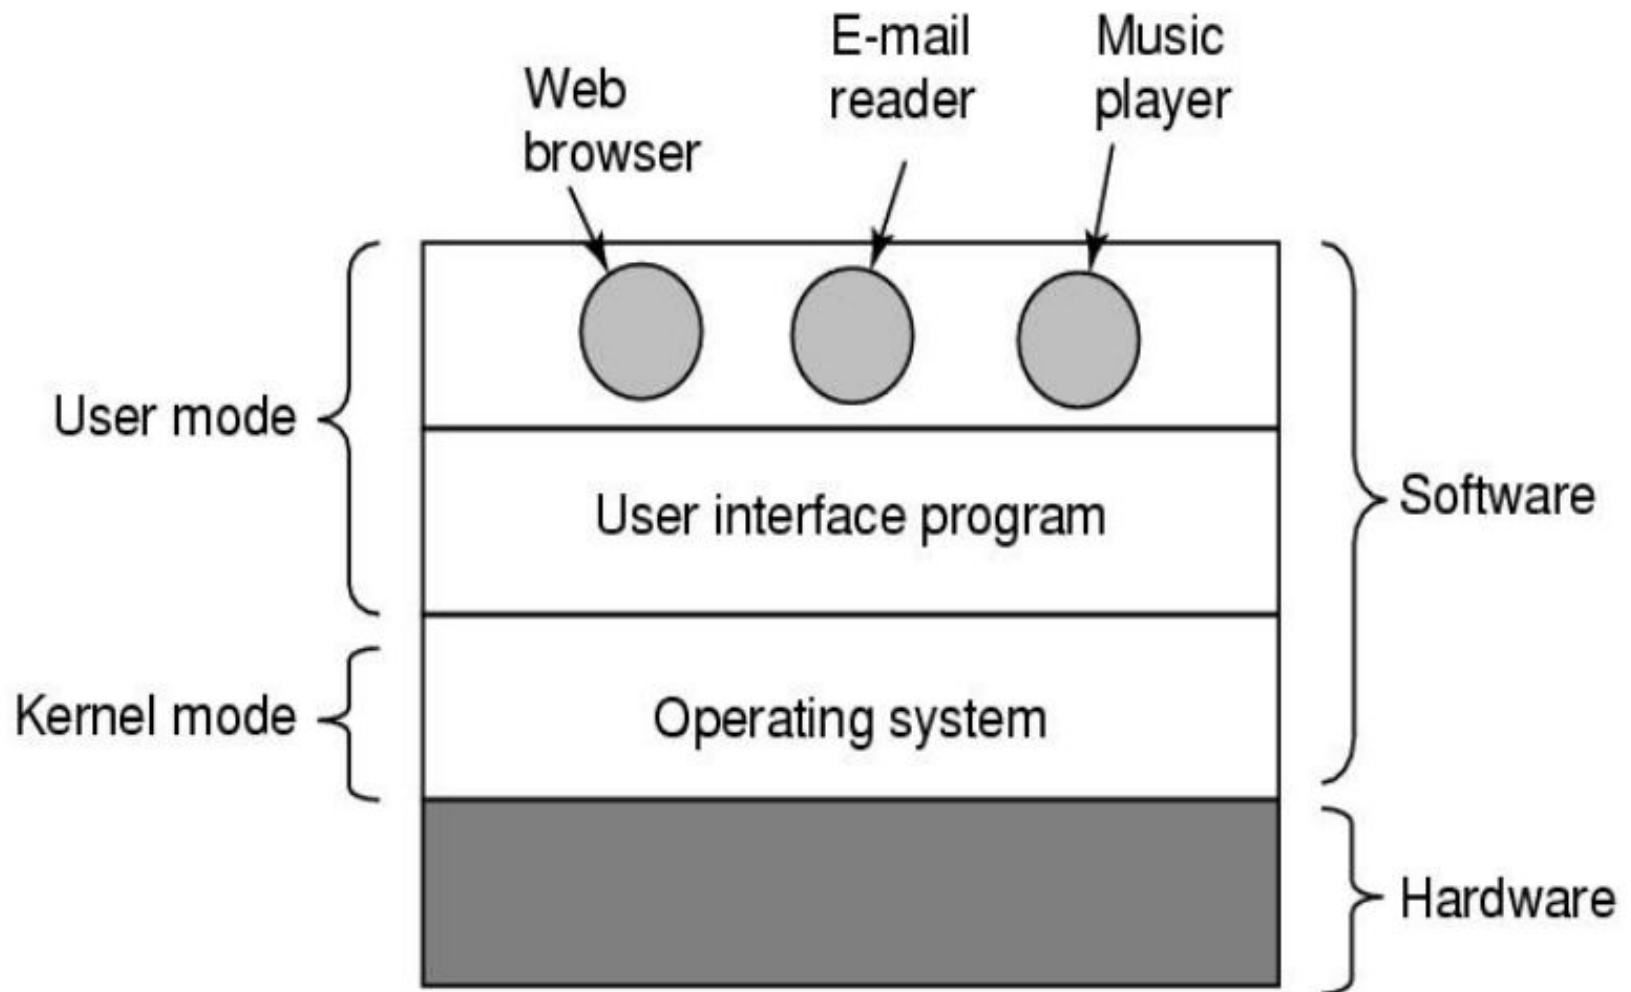 E-mail
reader
Music
player
Web
browser
User mode
User interface program
Software
Kernel mode
Operating system
Hardware